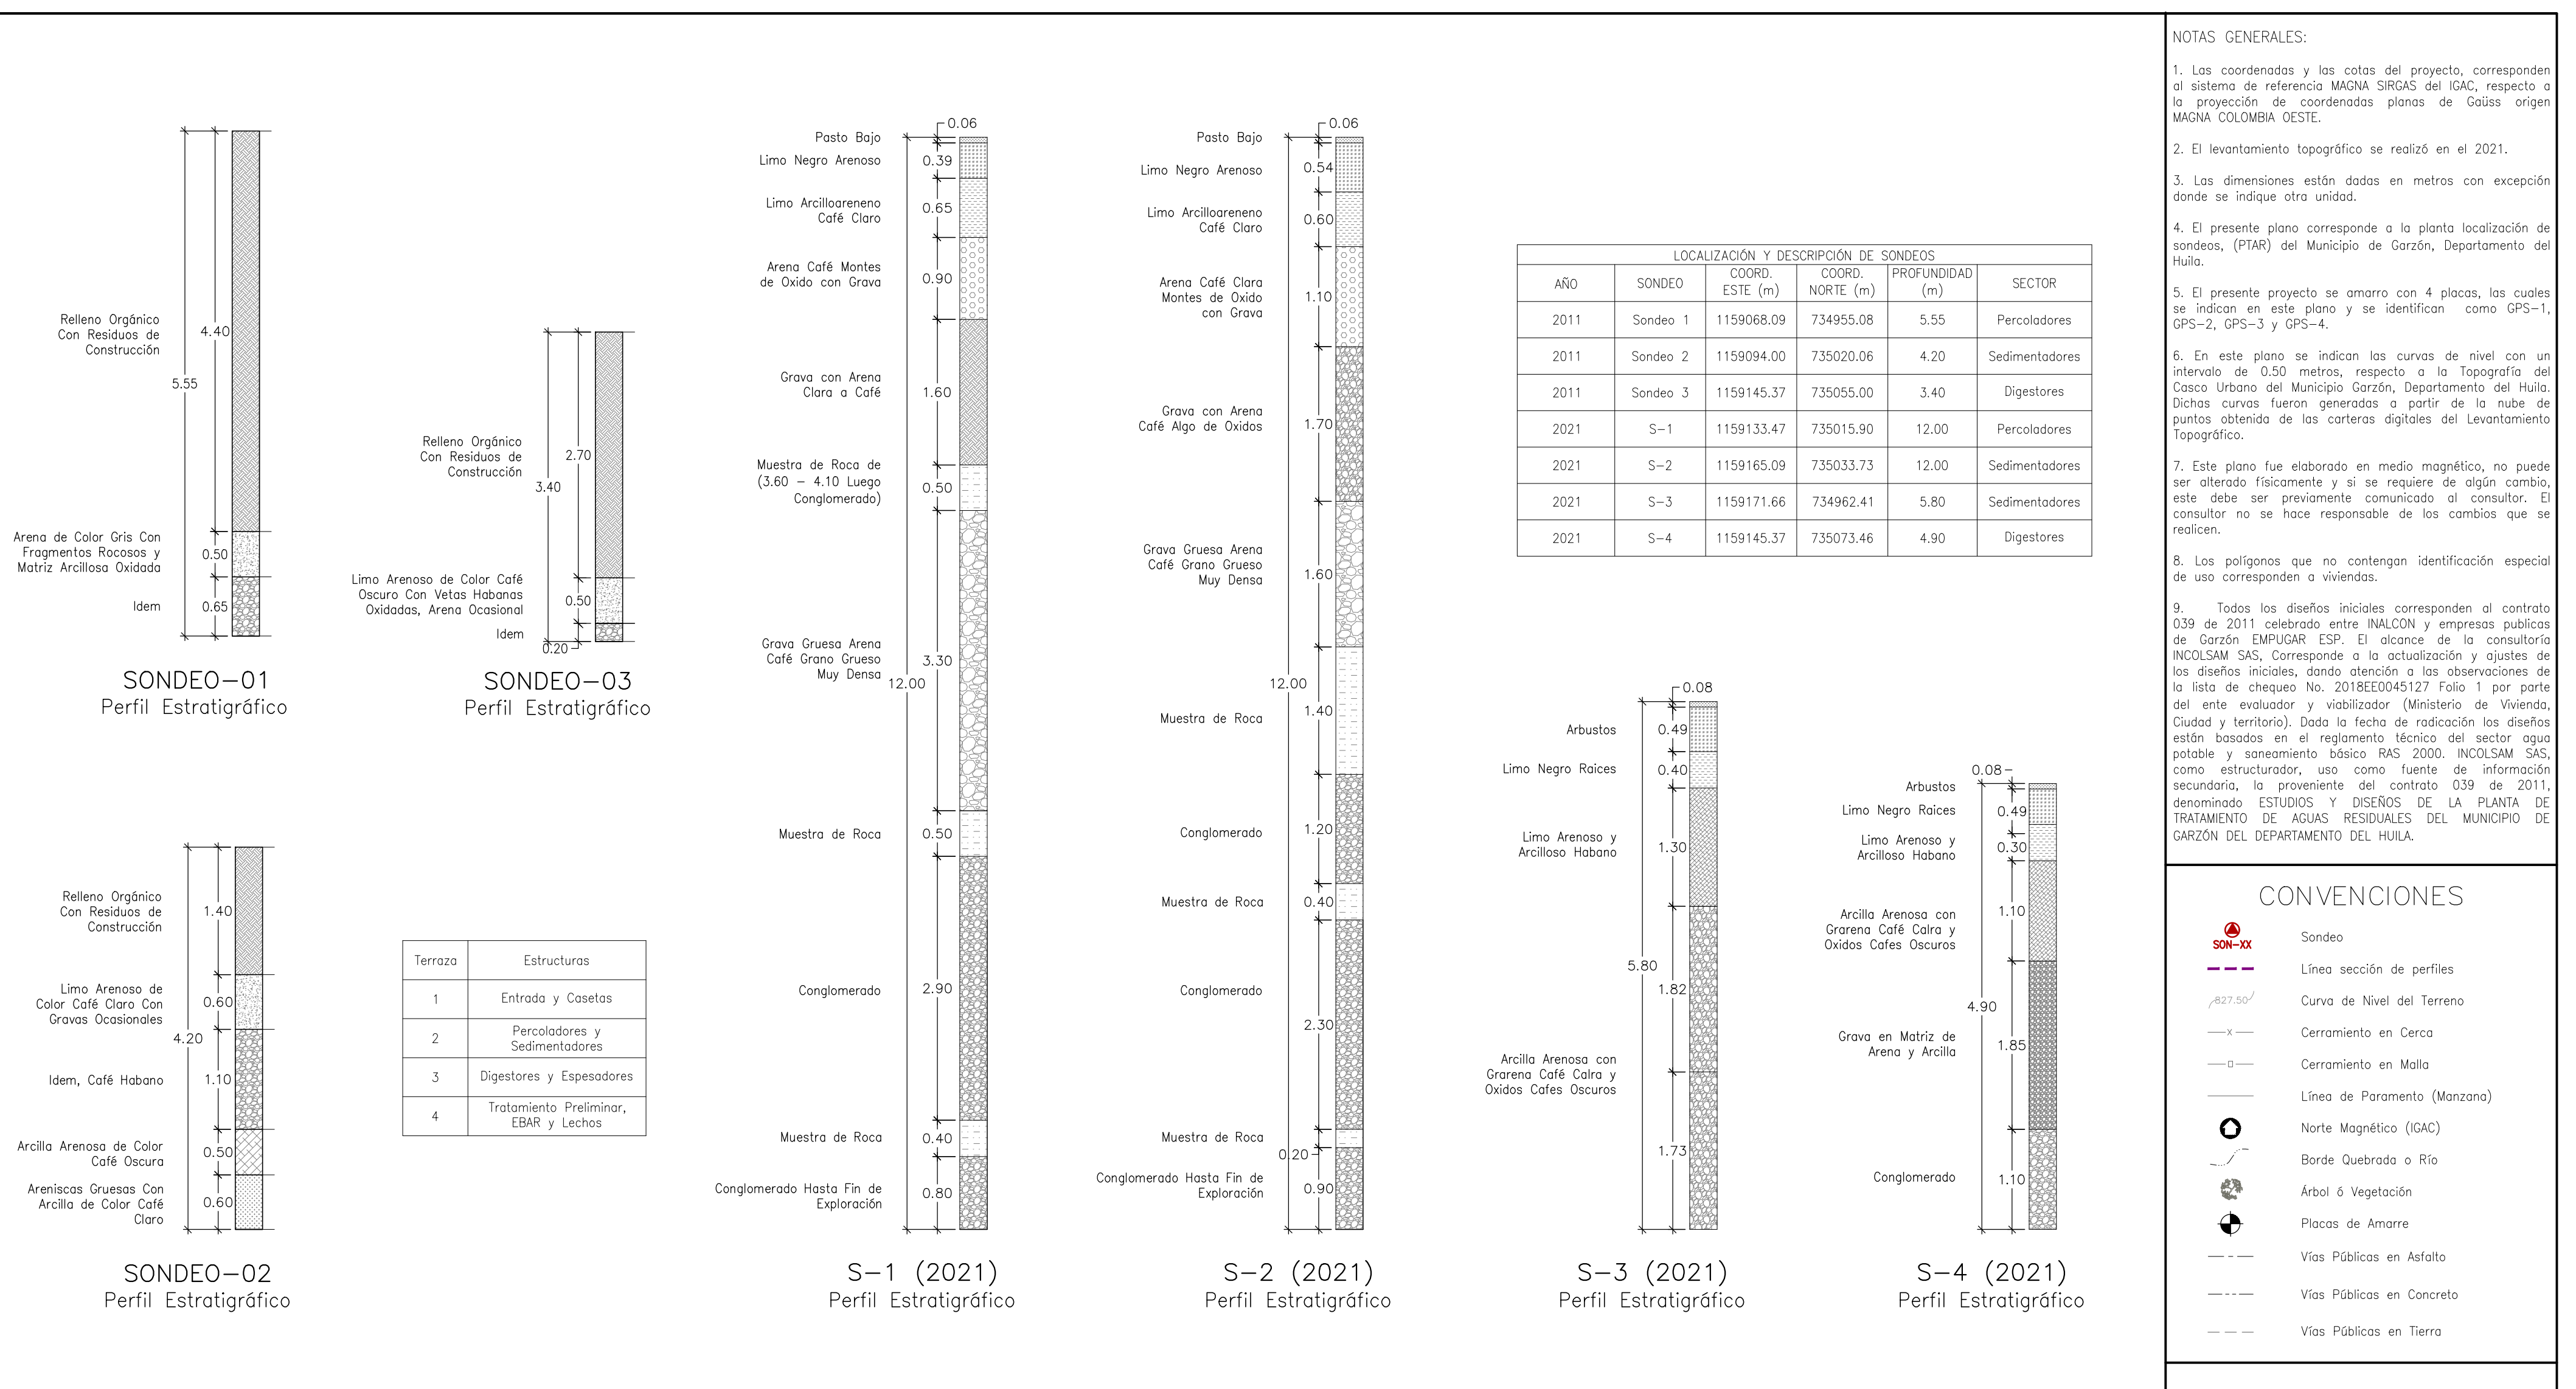 5.55
4.40
0.50
0.65
Relleno Orgánico
Con Residuos de
Construcción
Arena de Color Gris Con
Fragmentos Rocosos y
Matriz Arcillosa Oxidada
Idem
SONDEO-01
Perfil Estratigráfico
3.40
2.70
0.50
0.20
Relleno Orgánico
Con Residuos de
Construcción
Limo Arenoso de Color Café
Oscuro Con Vetas Habanas
Oxidadas, Arena Ocasional
Idem
SONDEO-03
Perfil Estratigráfico
4.20
1.40
0.60
1.10
0.50
0.60
Relleno Orgánico
Con Residuos de
Construcción
Limo Arenoso de
Color Café Claro Con
Gravas Ocasionales
Idem, Café Habano
Arcilla Arenosa de Color
Café Oscura
Areniscas Gruesas Con
Arcilla de Color Café
Claro
SONDEO-02
Perfil Estratigráfico
Terraza Estructuras
1 Entrada y Casetas
2 Percoladores y
Sedimentadores
3 Digestores y Espesadores
4 Tratamiento Preliminar,
EBAR y Lechos
0.06
Pasto Bajo
Limo Negro Arenoso 0.39
Limo Arcilloareneno
Café Claro
0.65
Arena Café Montes
de Oxido con Grava
0.90
Grava con Arena
Clara a Café
1.60
Muestra de Roca de
(3.60 - 4.10 Luego
Conglomerado)
0.50
Grava Gruesa Arena
Café Grano Grueso
Muy Densa
3.30
12.00
Muestra de Roca 0.50
Conglomerado 2.90
Muestra de Roca 0.40
Conglomerado Hasta Fin de
Exploración
0.80
S-1 (2021)
Perfil Estratigráfico
0.06
Pasto Bajo
Limo Negro Arenoso 0.54
Limo Arcilloareneno
Café Claro
0.60
Arena Café Clara
Montes de Oxido
con Grava
1.10
Grava con Arena
Café Algo de Oxidos
1.70
Grava Gruesa Arena
Café Grano Grueso
Muy Densa
1.60
12.00
Muestra de Roca 1.40
Conglomerado 1.20
Muestra de Roca 0.40
Conglomerado
2.30
Muestra de Roca
0.20
Conglomerado Hasta Fin de
Exploración
0.90
S-2 (2021)
Perfil Estratigráfico
LOCALIZACIÓN Y DESCRIPCIÓN DE SONDEOS
AÑO SONDEO COORD. ESTE (m) COORD. NORTE (m) PROFUNDIDAD (m) SECTOR
2011 Sondeo 1 1159068.09 734955.08 5.55 Percoladores
2011 Sondeo 2 1159094.00 735020.06 4.20 Sedimentadores
2011 Sondeo 3 1159145.37 735055.00 3.40 Digestores
2021 S-1 1159133.47 735015.90 12.00 Percoladores
2021 S-2 1159165.09 735033.73 12.00 Sedimentadores
2021 S-3 1159171.66 734962.41 5.80 Sedimentadores
2021 S-4 1159145.37 735073.46 4.90 Digestores
0.08
Arbustos 0.49
Limo Negro Raices 0.40
Limo Arenoso y
Arcilloso Habano
1.30
5.80
1.82
Arcilla Arenosa con
Grarena Café Calra y
Oxidos Cafes Oscuros
1.73
S-3 (2021)
Perfil Estratigráfico
0.08
Arbustos
Limo Negro Raices 0.49
Limo Arenoso y
Arcilloso Habano
0.30
Arcilla Arenosa con
Grarena Café Calra y
Oxidos Cafes Oscuros
1.10
4.90
Grava en Matriz de
Arena y Arcilla
1.85
Conglomerado 1.10
S-4 (2021)
Perfil Estratigráfico
NOTAS GENERALES:
1. Las coordenadas y las cotas del proyecto, corresponden
al sistema de referencia MAGNA SIRGAS del IGAC, respecto a
la proyección de coordenadas planas de Gaüss origen
MAGNA COLOMBIA OESTE.
2. El levantamiento topográfico se realizó en el 2021.
3. Las dimensiones están dadas en metros con excepción
donde se indique otra unidad.
4. El presente plano corresponde a la planta localización de
sondeos, (PTAR) del Municipio de Garzón, Departamento del
Huila.
5. El presente proyecto se amarro con 4 placas, las cuales
se indican en este plano y se identifican como GPS-1,
GPS-2, GPS-3 y GPS-4.
6. En este plano se indican las curvas de nivel con un
intervalo de 0.50 metros, respecto a la Topografía del
Casco Urbano del Municipio Garzón, Departamento del Huila.
Dichas curvas fueron generadas a partir de la nube de
puntos obtenida de las carteras digitales del Levantamiento
Topográfico.
7. Este plano fue elaborado en medio magnético, no puede
ser alterado físicamente y si se requiere de algún cambio,
este debe ser previamente comunicado al consultor. El
consultor no se hace responsable de los cambios que se
realicen.
8. Los polígonos que no contengan identificación especial
de uso corresponden a viviendas.
9. Todos los diseños iniciales corresponden al contrato
039 de 2011 celebrado entre INALCON y empresas publicas
de Garzón EMPUGAR ESP. El alcance de la consultoría
INCOLSAM SAS, Corresponde a la actualización y ajustes de
los diseños iniciales, dando atención a las observaciones de
la lista de chequeo No. 2018EE0045127 Folio 1 por parte
del ente evaluador y viabilizador (Ministerio de Vivienda,
Ciudad y territorio). Dada la fecha de radicación los diseños
están basados en el reglamento técnico del sector agua
potable y saneamiento básico RAS 2000. INCOLSAM SAS,
como estructurador, uso como fuente de información
secundaria, la proveniente del contrato 039 de 2011,
denominado ESTUDIOS Y DISEÑOS DE LA PLANTA DE
TRATAMIENTO DE AGUAS RESIDUALES DEL MUNICIPIO DE
GARZÓN DEL DEPARTAMENTO DEL HUILA.
CONVENCIONES
SON-XX Sondeo
Línea sección de perfiles
827.50 Curva de Nivel del Terreno
x Cerramiento en Cerca
Cerramiento en Malla
Línea de Paramento (Manzana)
Norte Magnético (IGAC)
Borde Quebrada o Río
Árbol ó Vegetación
Placas de Amarre
Vías Públicas en Asfalto
Vías Públicas en Concreto
Vías Públicas en Tierra